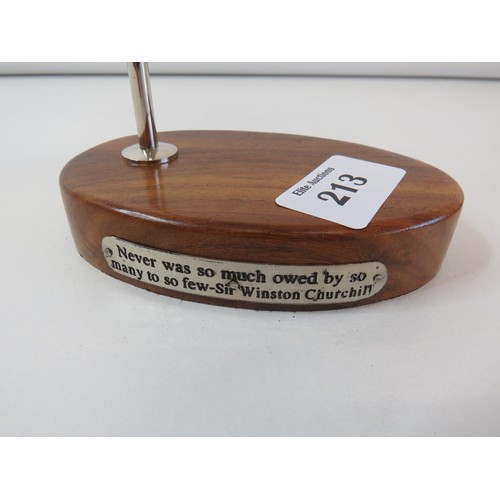 Elite Auctions
213
Never was so much owed by so
many to so few-Sir Winston Churchill